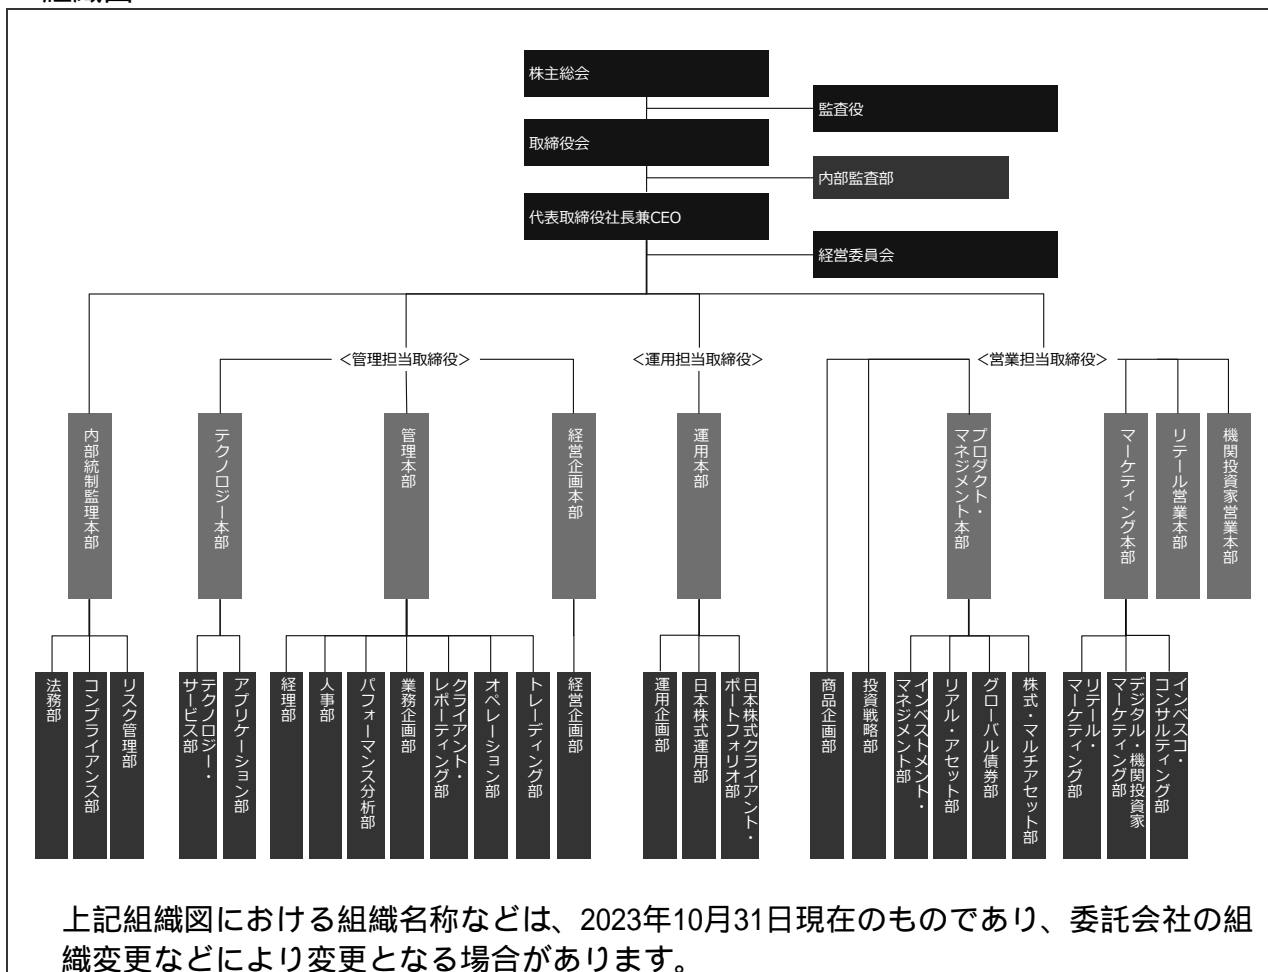 株主総会
監査役
取締役会
内部監査部
代表取締役社長兼CEO
経営委員会
＜管理担当取締役＞
＜運用担当取締役＞
＜営業担当取締役＞
内部統制監理本部
テクノロジー本部
管理本部
経営企画本部
運用本部
プロダクト・
マネジメント本部
マーケティング本部
リテール営業本部
機関投資家営業本部
法務部
コンプライアンス部
リスク管理部
テクノロジー・
サービス部
アプリケーション部
経理部
人事部
パフォーマンス分析部
業務企画部
クライアント・
レポーティング部
オペレーション部
トレーディング部
経営企画部
運用企画部
日本株式運用部
日本株式クライアント・
ポートフォリオ部
商品企画部
投資戦略部
インベストメント・
マネジメント部
リアル・アセット部
グローバル債券部
株式・マルチアセット部
リテール・
マーケティング部
デジタル・機関投資家
マーケティング部
インベスコ・
コンサルティング部
上記組織図における組織名称などは、2023年10月31日現在のものであり、委託会社の組
織変更などにより変更となる場合があります。